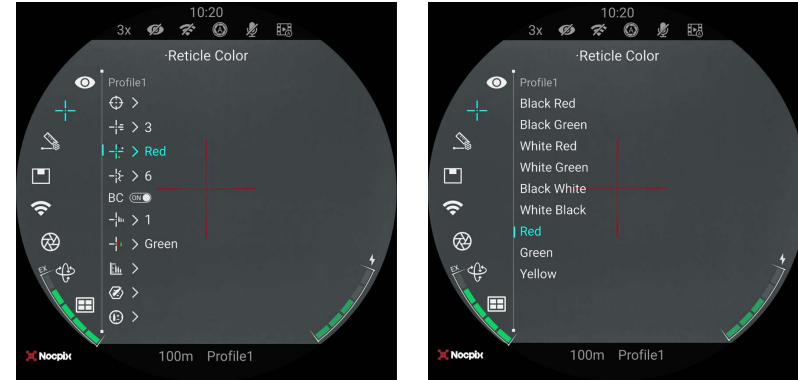 10:20
3x
·Reticle Color
Profile1
3
Red
6
BC ON
1
Green
EX
Nocpix
100m Profile1
10:20
3x
·Reticle Color
Profile1
Black Red
Black Green
White Red
White Green
Black White
White Black
Red
Green
Yellow
EX
Nocpix
100m Profile1